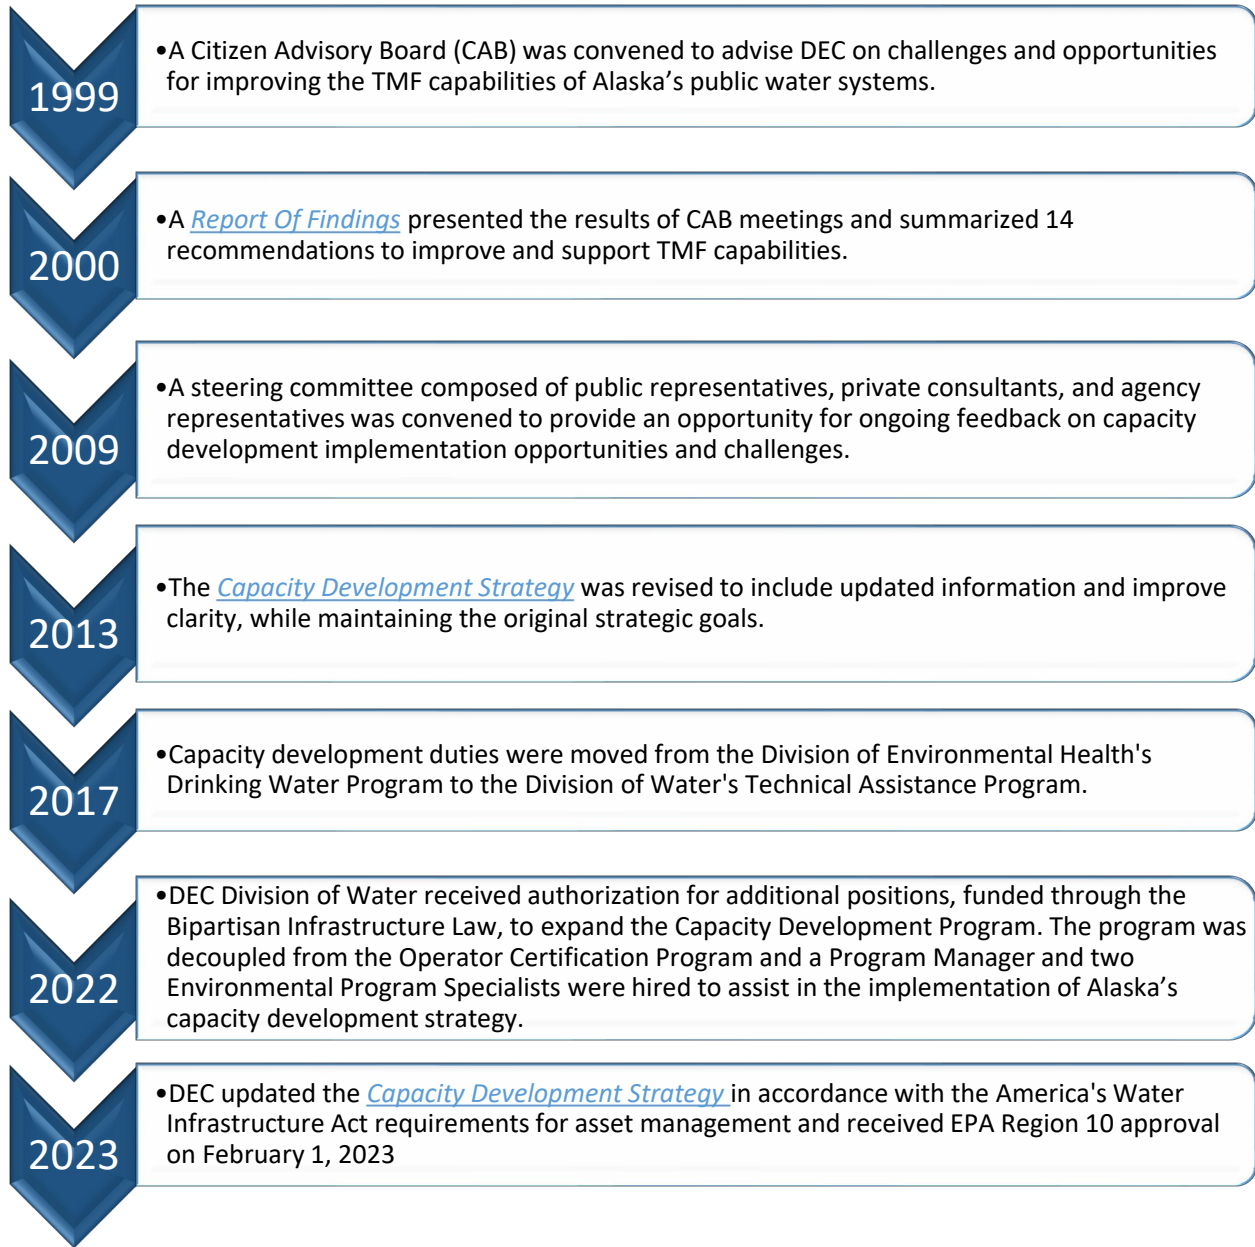 1999
•A Citizen Advisory Board (CAB) was convened to advise DEC on challenges and opportunities
for improving the TMF capabilities of Alaska’s public water systems.
2000
•A Report Of Findings presented the results of CAB meetings and summarized 14
recommendations to improve and support TMF capabilities.
2009
•A steering committee composed of public representatives, private consultants, and agency
representatives was convened to provide an opportunity for ongoing feedback on capacity
development implementation opportunities and challenges.
2013
•The Capacity Development Strategy was revised to include updated information and improve
clarity, while maintaining the original strategic goals.
2017
•Capacity development duties were moved from the Division of Environmental Health's
Drinking Water Program to the Division of Water's Technical Assistance Program.
2022
•DEC Division of Water received authorization for additional positions, funded through the
Bipartisan Infrastructure Law, to expand the Capacity Development Program. The program was
decoupled from the Operator Certification Program and a Program Manager and two
Environmental Program Specialists were hired to assist in the implementation of Alaska’s
capacity development strategy.
2023
•DEC updated the Capacity Development Strategy in accordance with the America's Water
Infrastructure Act requirements for asset management and received EPA Region 10 approval
on February 1, 2023